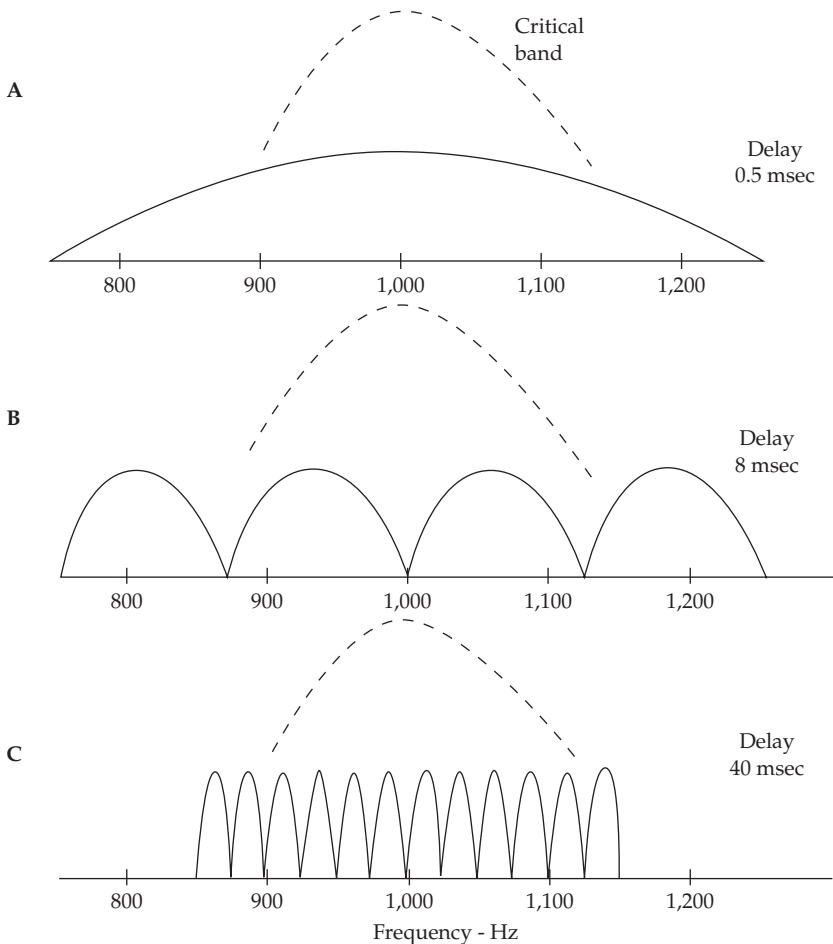 Critical
band
A
Delay
0.5 msec
800 900 1,000 1,100 1,200
B
Delay
8 msec
800 900 1,000 1,100 1,200
C
Delay
40 msec
800 900 1,000 1,100 1,200
Frequency - Hz